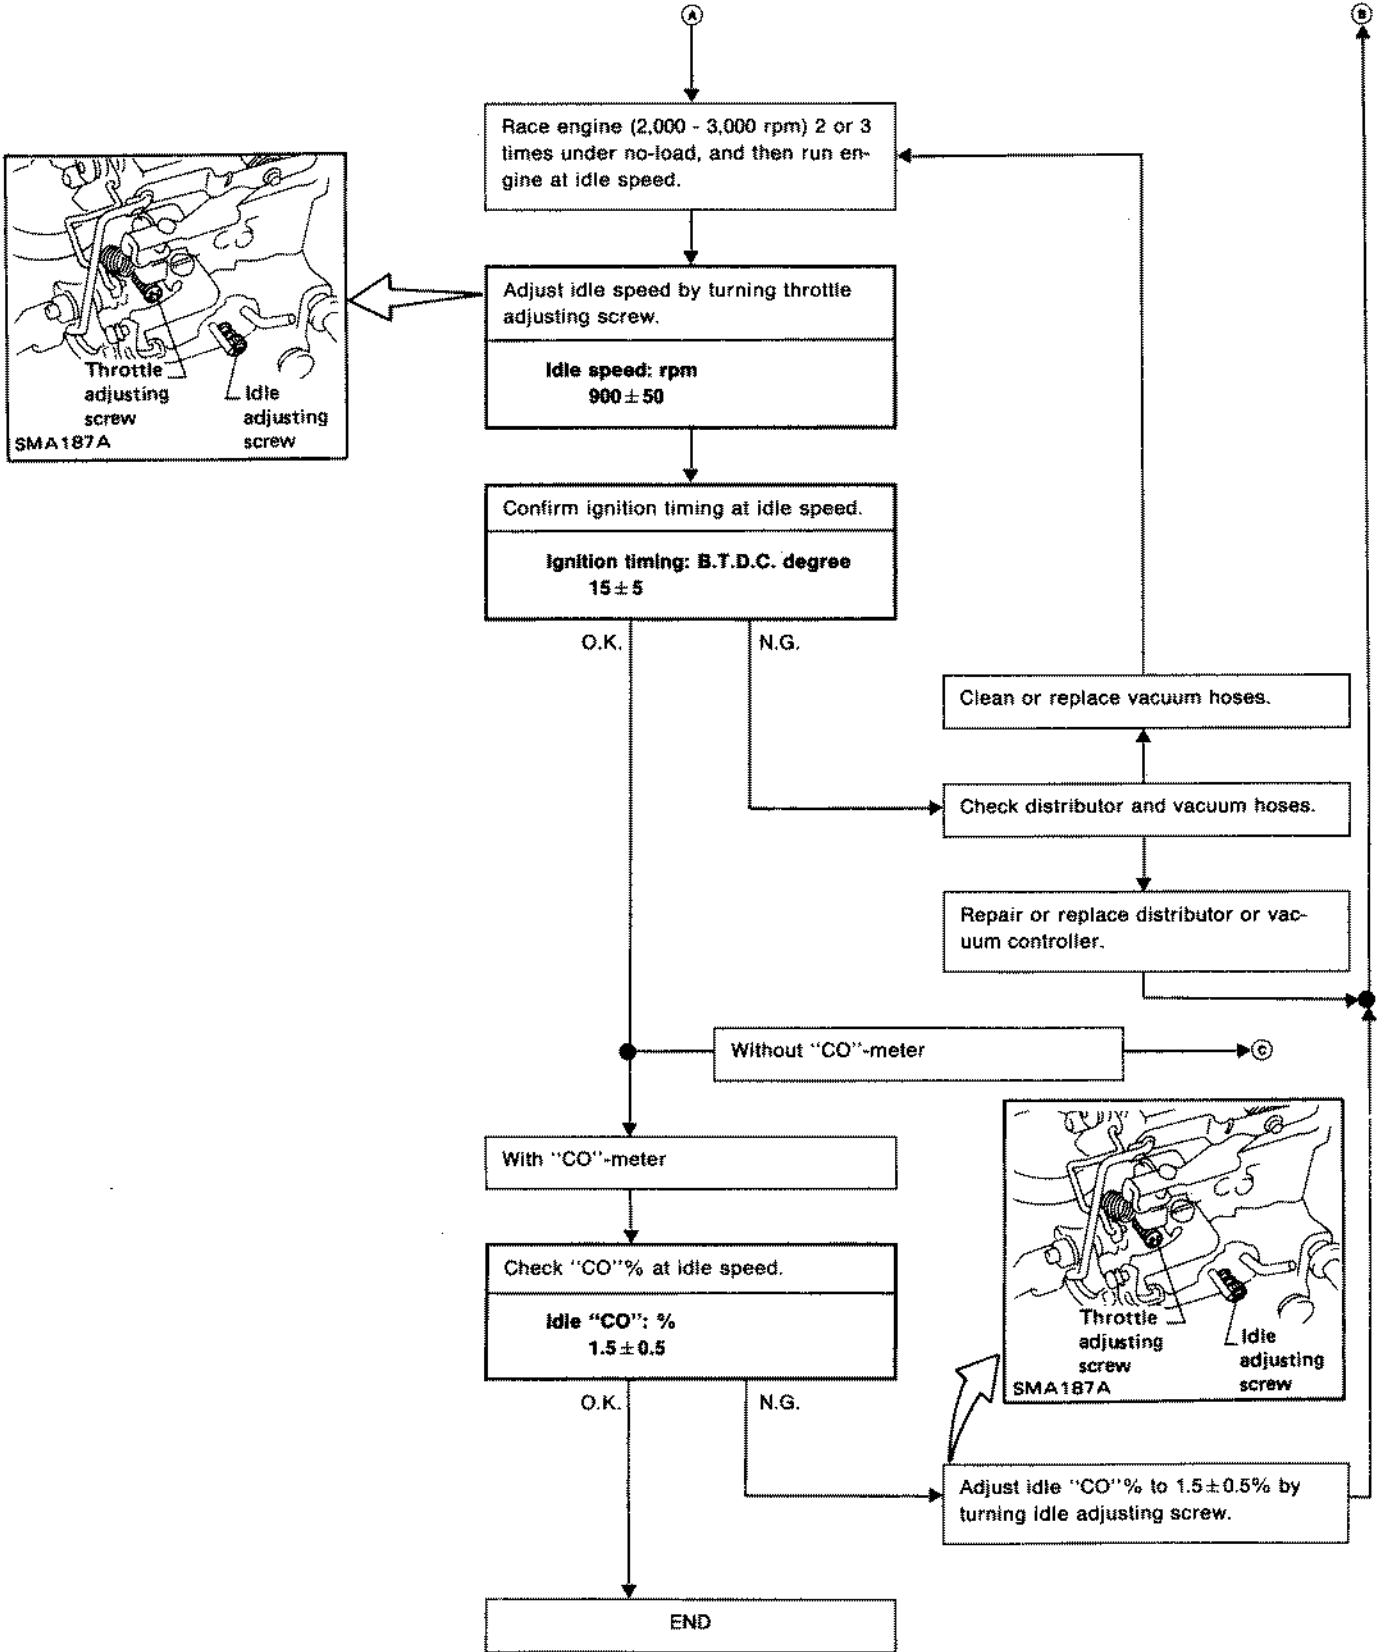 A
B
Race engine (2,000 - 3,000 rpm) 2 or 3
times under no-load, and then run en-
gine at idle speed.
Adjust idle speed by turning throttle
adjusting screw.
Idle speed: rpm
900±50
Throttle
adjusting
screw
Idle
adjusting
screw
SMA187A
Confirm ignition timing at idle speed.
Ignition timing: B.T.D.C. degree
15±5
O.K.
N.G.
Clean or replace vacuum hoses.
Check distributor and vacuum hoses.
Repair or replace distributor or vac-
uum controller.
Without "CO"-meter
C
With "CO"-meter
Check "CO"% at idle speed.
Idle "CO": %
1.5±0.5
Throttle
adjusting
screw
Idle
adjusting
screw
SMA187A
O.K.
N.G.
Adjust idle "CO"% to 1.5±0.5% by
turning idle adjusting screw.
END